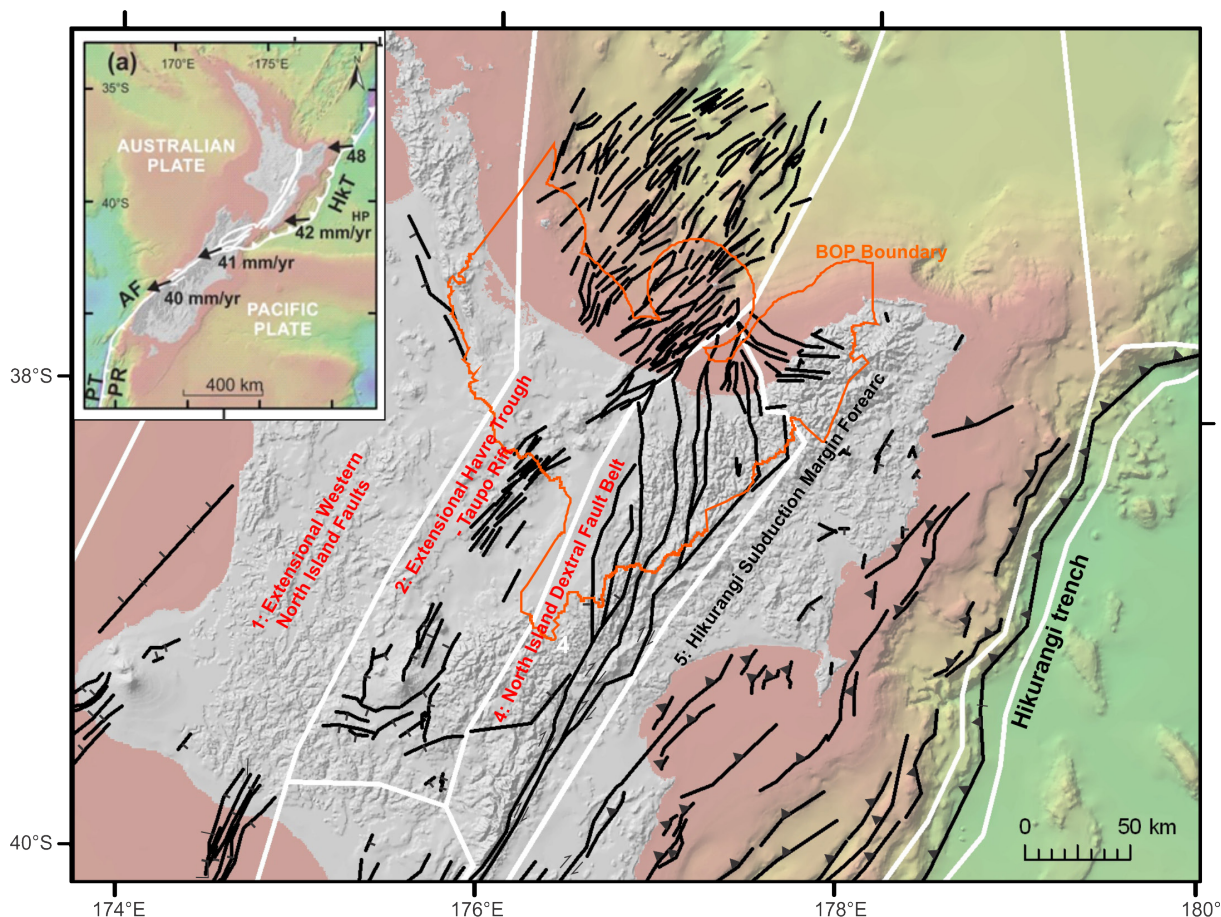 (a)
170°E
175°E
N
35°S
AUSTRALIAN
PLATE
48
40°S
HkT
HP
42 mm/yr
41 mm/yr
AF
40 mm/yr
PACIFIC
PLATE
PT
PR
400 km
BOP Boundary
38°S
1: Extensional Western
North Island Faults
2: Extensional Havre Trough
- Taupo Rift
4: North Island Dextral Fault Belt
4
5: Hikurangi Subduction Margin Forearc
Hikurangi trench
0 50 km
40°S
174°E
176°E
178°E
180°